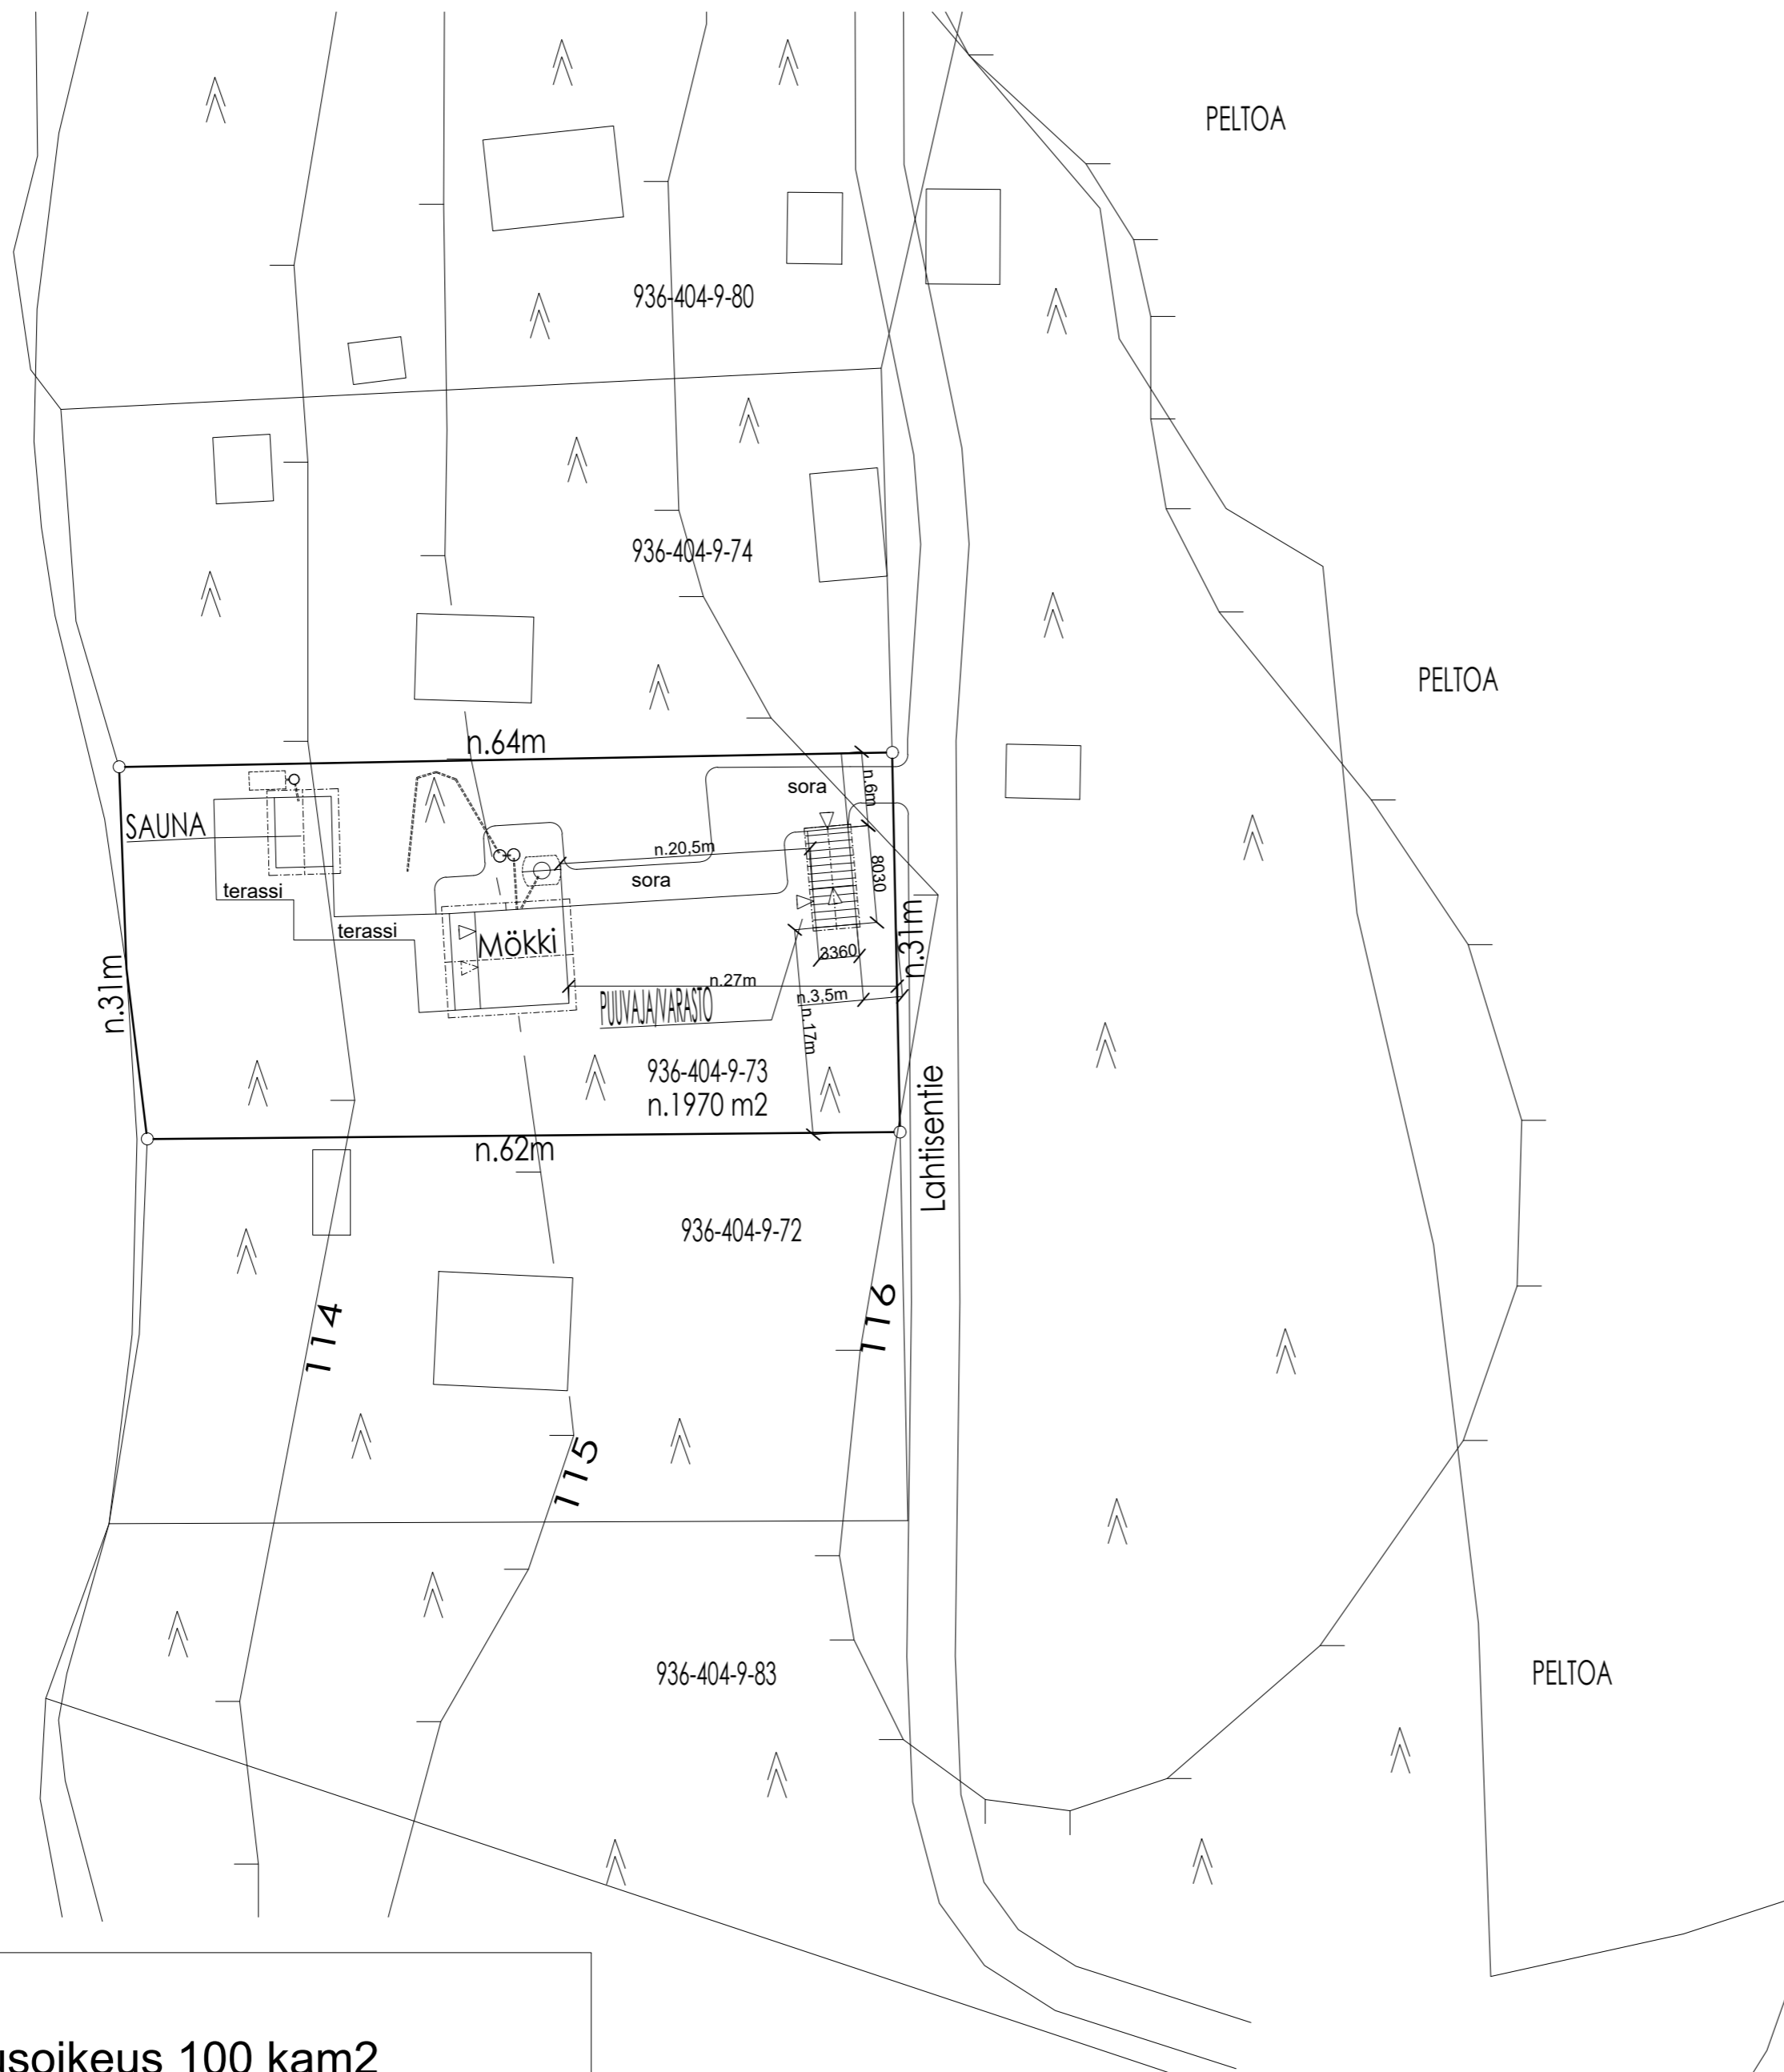 PELTOA
936-404-9-80
936-404-9-74
PELTOA
n.64m
sora
n.6m
SAUNA
n.20,5m
8030
sora
terassi
terassi
Mökki
3360
n.31m
n.31m
n.27m
n.3,5m
PUUVAJA/VARASTO
n.17m
936-404-9-73
n.1970 m2
Lahtisentie
n.62m
936-404-9-72
114
116
115
936-404-9-83
PELTOA
usoikeus 100 kam2